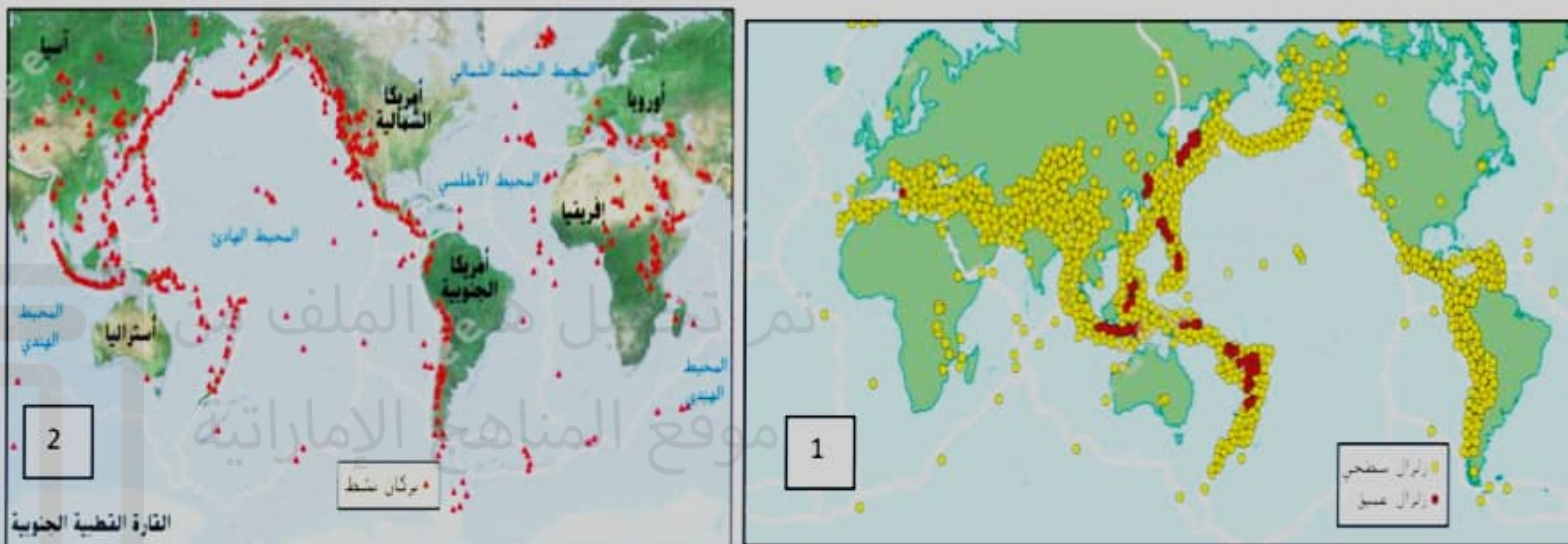 آسيا
أمريكا
الشمالية
المحيط المتجمد الشمالي
أوروبا
المحيط الأطلسي
إفريقيا
المحيط الهادئ
أمريكا
الجنوبية
المحيط
الهندي
أستراليا
المحيط
الهندي
2
بركان نشط
القارة القطبية الجنوبية
1
زلزال سطحي
زلزال عميق
تم تحميل هذا الملف من
موقع المناهج الإماراتية